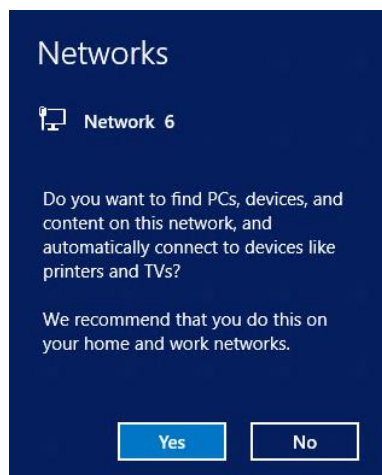 Networks
Network 6
Do you want to find PCs, devices, and
content on this network, and
automatically connect to devices like
printers and TVs?
We recommend that you do this on
your home and work networks.
Yes
No